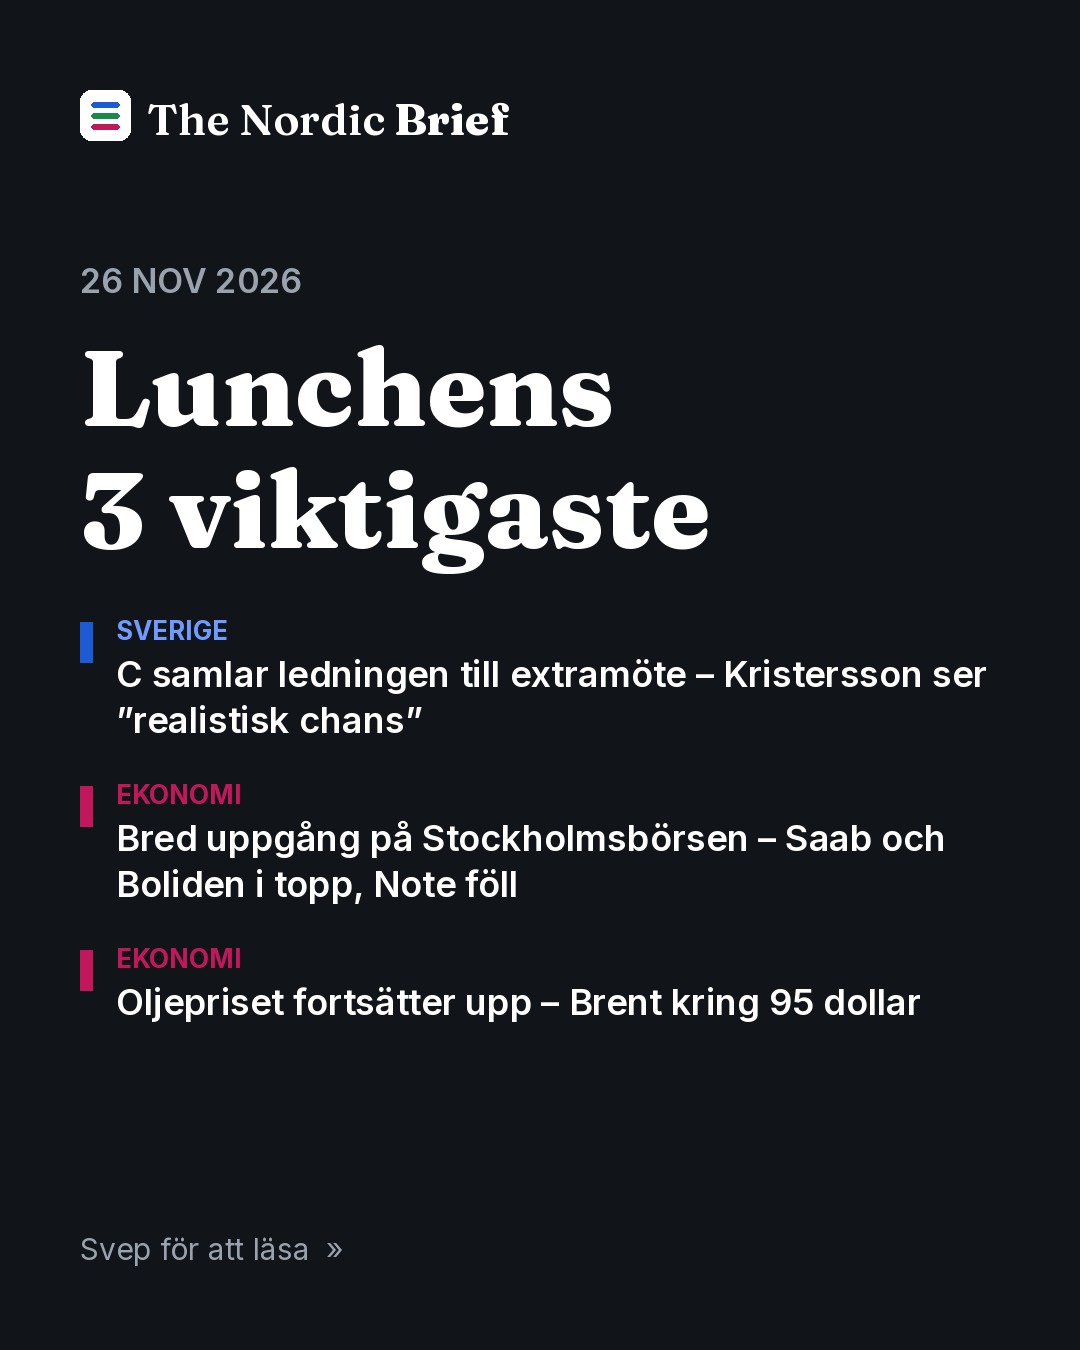 The Nordic Brief
26 NOV 2026
Lunchens
3 viktigaste
SVERIGE
C samlar ledningen till extramöte – Kristersson ser
”realistisk chans”
EKONOMI
Bred uppgång på Stockholmsbörsen – Saab och
Boliden i topp, Note föll
EKONOMI
Oljepriset fortsätter upp – Brent kring 95 dollar
Svep för att läsa »